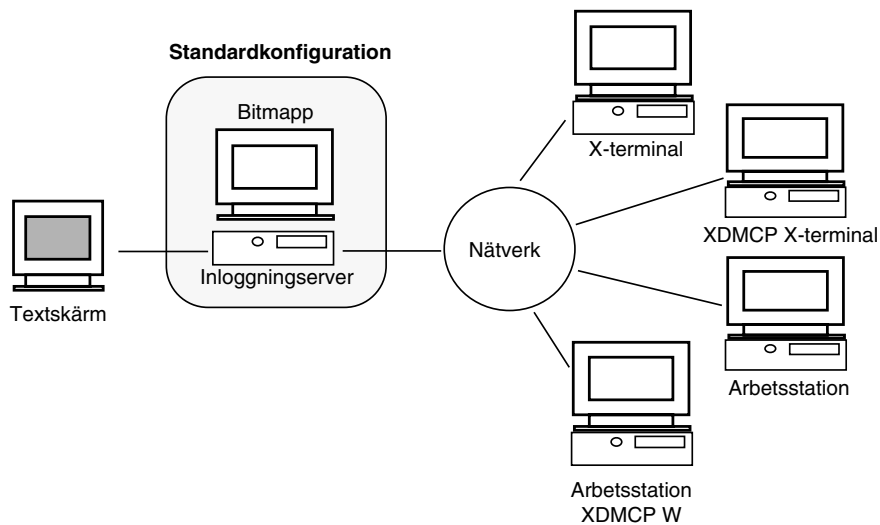 Standardkonfiguration
Bitmapp
Inloggningserver
Textskärm
Nätverk
X-terminal
XDMCP X-terminal
Arbetsstation
Arbetsstation
XDMCP W